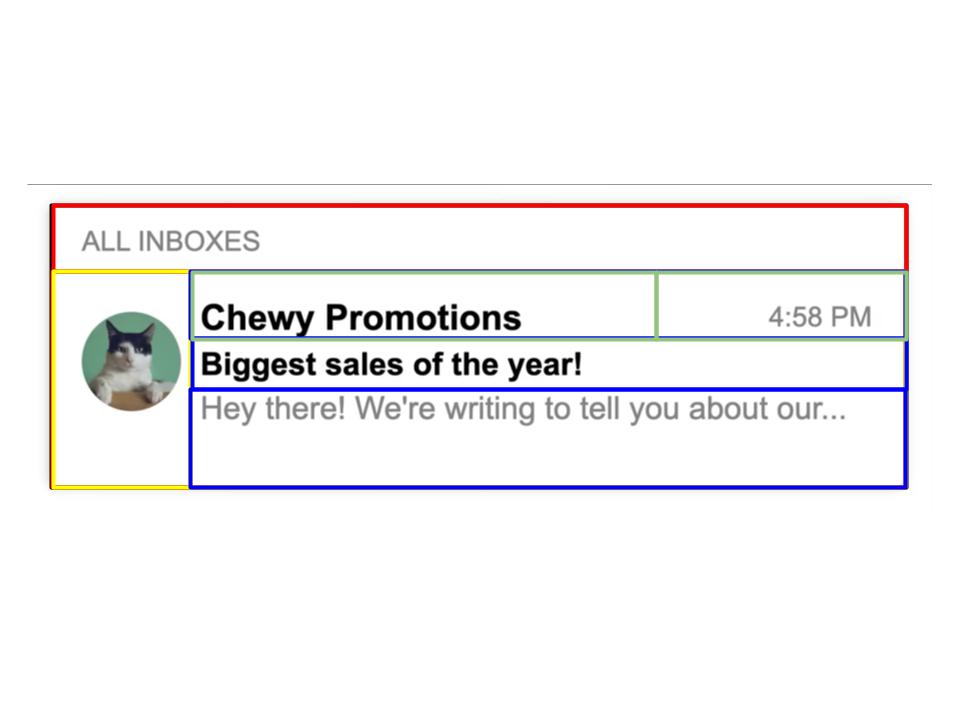 ALL INBOXES
Chewy Promotions
4:58 PM
Biggest sales of the year!
Hey there! We're writing to tell you about our...